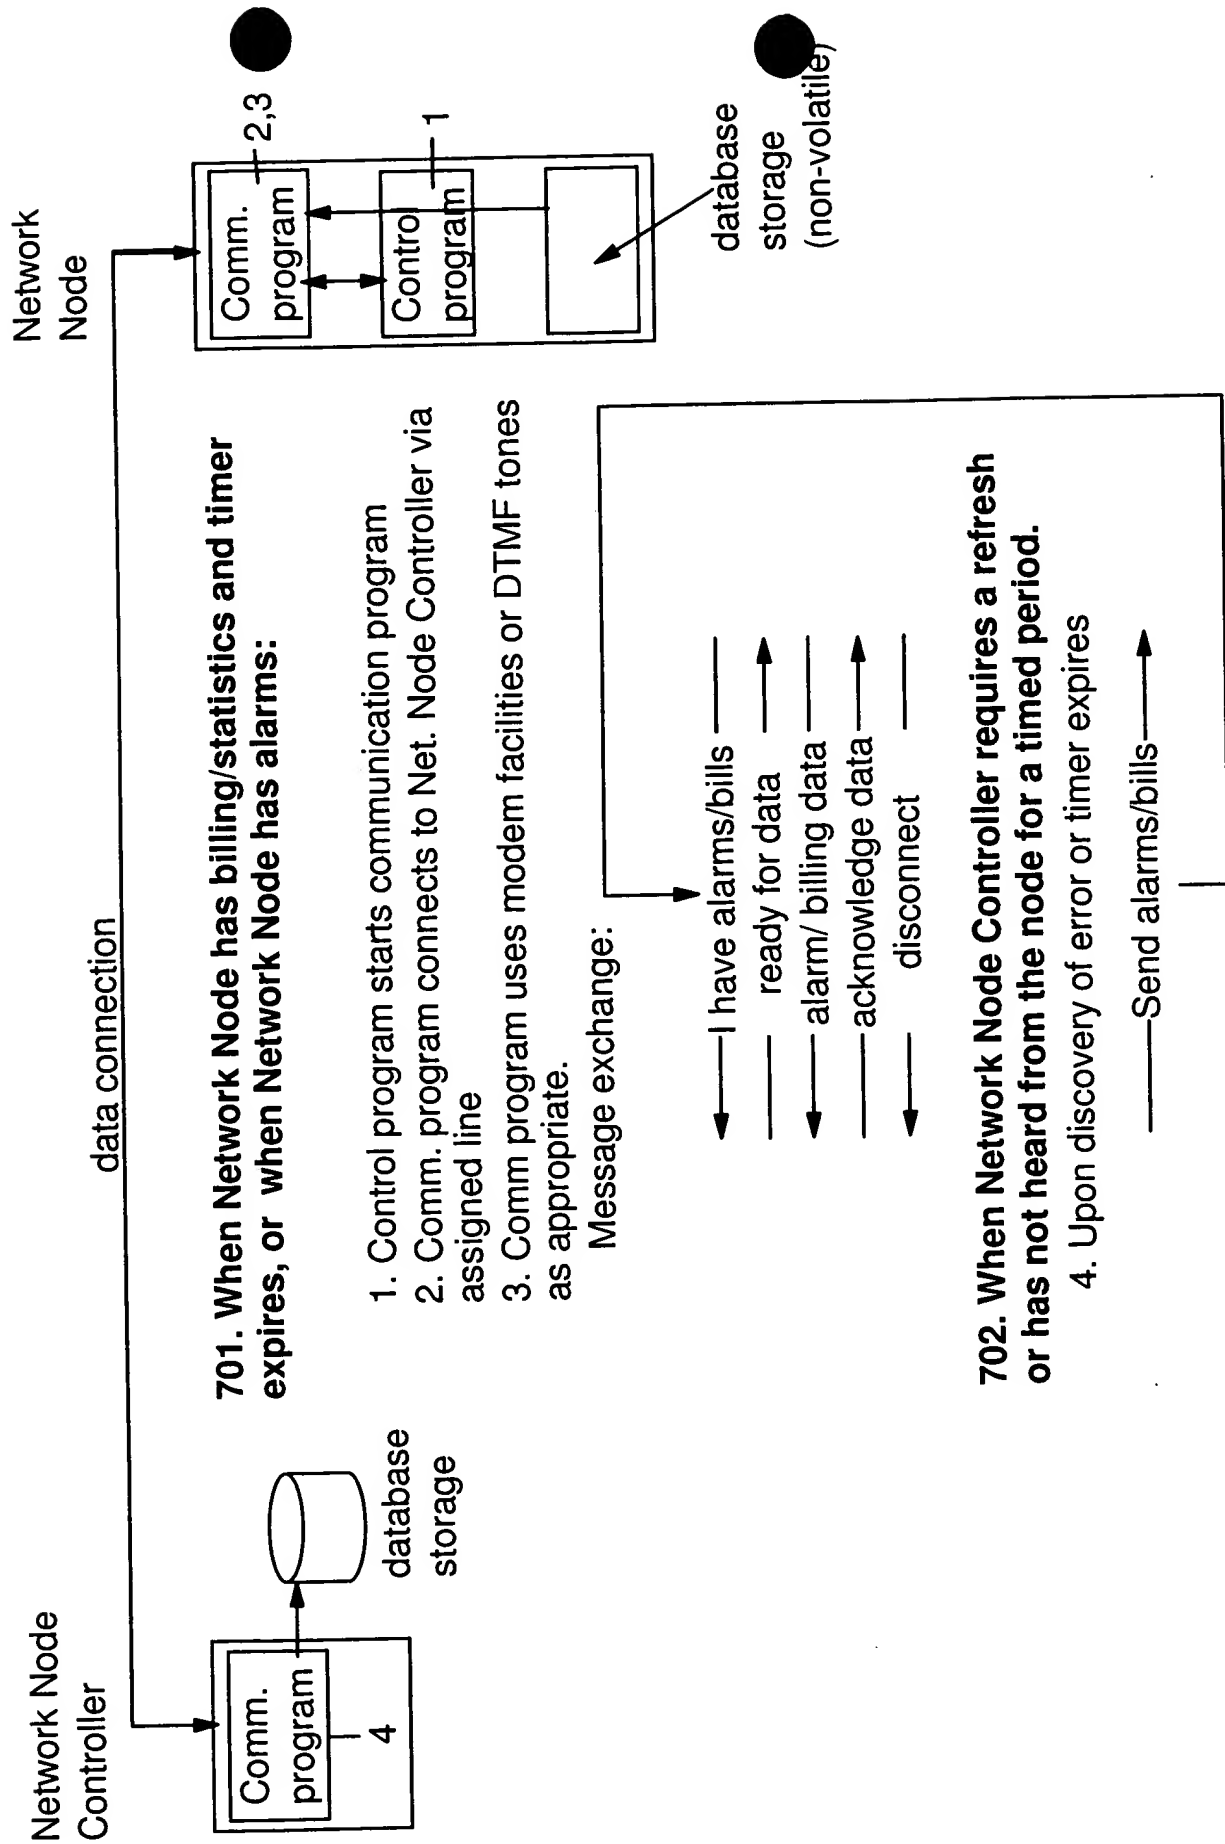 Network Node
Controller
Comm.
program
4
database
storage
data connection
Network
Node
Comm.
program
2,3
Control
program
1
database
storage
(non-volatile)
701. When Network Node has billing/statistics and timer
expires, or when Network Node has alarms:
1. Control program starts communication program
2. Comm. program connects to Net. Node Controller via
assigned line
3. Comm program uses modem facilities or DTMF tones
as appropriate.
Message exchange:
I have alarms/bills
ready for data
alarm/ billing data
acknowledge data
disconnect
702. When Network Node Controller requires a refresh
or has not heard from the node for a timed period.
4. Upon discovery of error or timer expires
Send alarms/bills